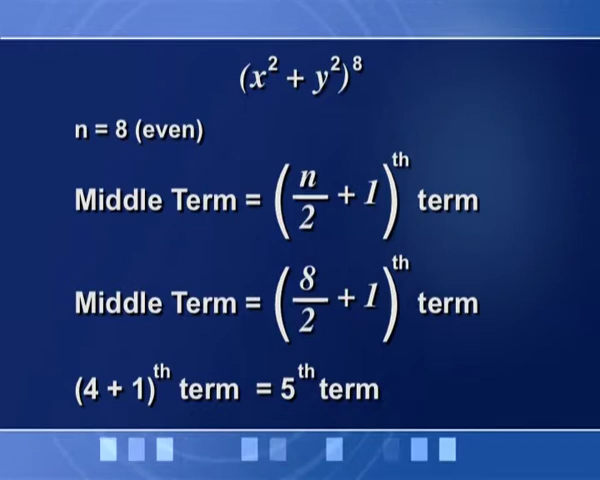 (x² + y²)⁸
n = 8 (even)
Middle Term = (n/2 + 1)ᵗʰ term
Middle Term = (8/2 + 1)ᵗʰ term
(4 + 1)ᵗʰ term = 5ᵗʰ term